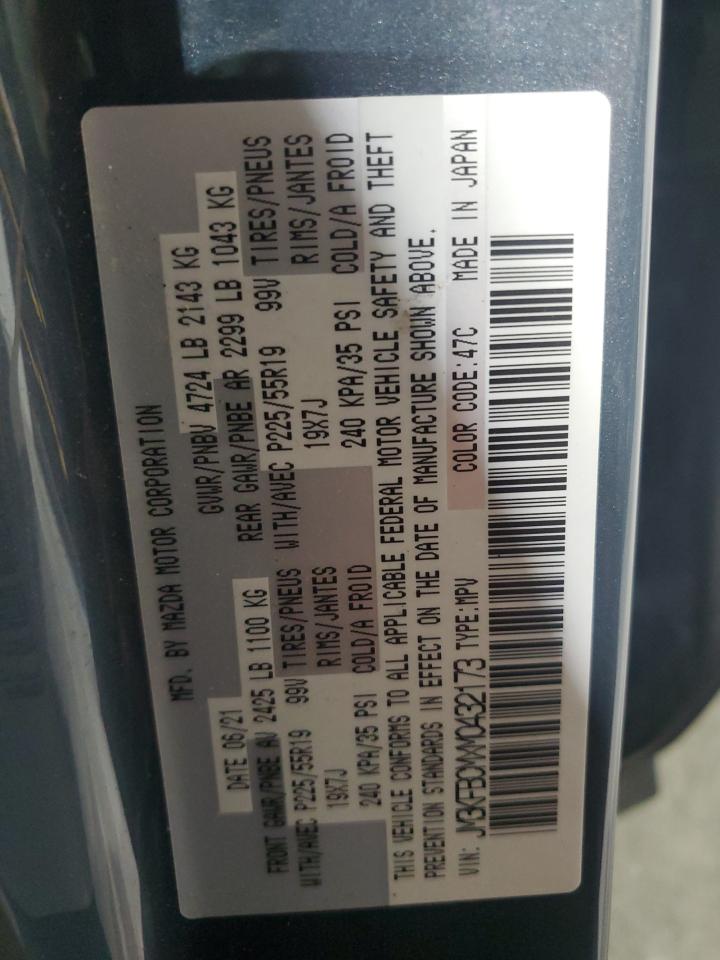 MFD. BY MAZDA MOTOR CORPORATION
DATE 06/21 GVWR/PNBV 4724 LB 2143 KG
FRONT GAWR/PNBE AV 2425 LB 1100 KG REAR GAWR/PNBE AR 2299 LB 1043 KG
WITH/AVEC P225/55R19 99V TIRES/PNEUS WITH/AVEC P225/55R19 99V TIRES/PNEUS
19X7J RIMS/JANTES 19X7J RIMS/JANTES
240 KPA/35 PSI COLD/A FROID 240 KPA/35 PSI COLD/A FROID
THIS VEHICLE CONFORMS TO ALL APPLICABLE FEDERAL MOTOR VEHICLE SAFETY AND THEFT
PREVENTION STANDARDS IN EFFECT ON THE DATE OF MANUFACTURE SHOWN ABOVE.
VIN: JM3KFBCMXM0432173 TYPE:MPV COLOR CODE:47C MADE IN JAPAN